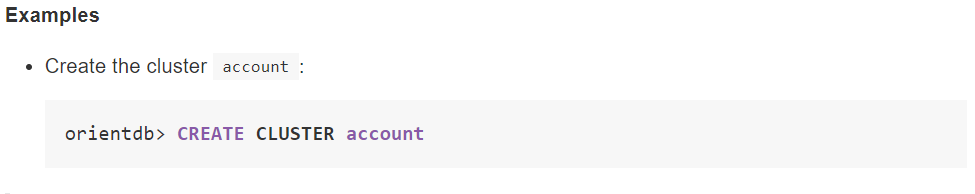 Examples
• Create the cluster account :
orientdb> CREATE CLUSTER account